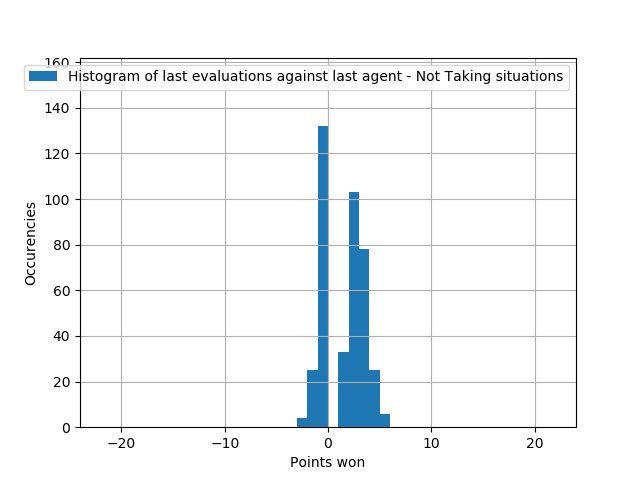 160
Histogram of last evaluations against last agent - Not Taking situations
140
120
100
80
60
40
20
0
Occurencies
−20 −10 0 10 20
Points won